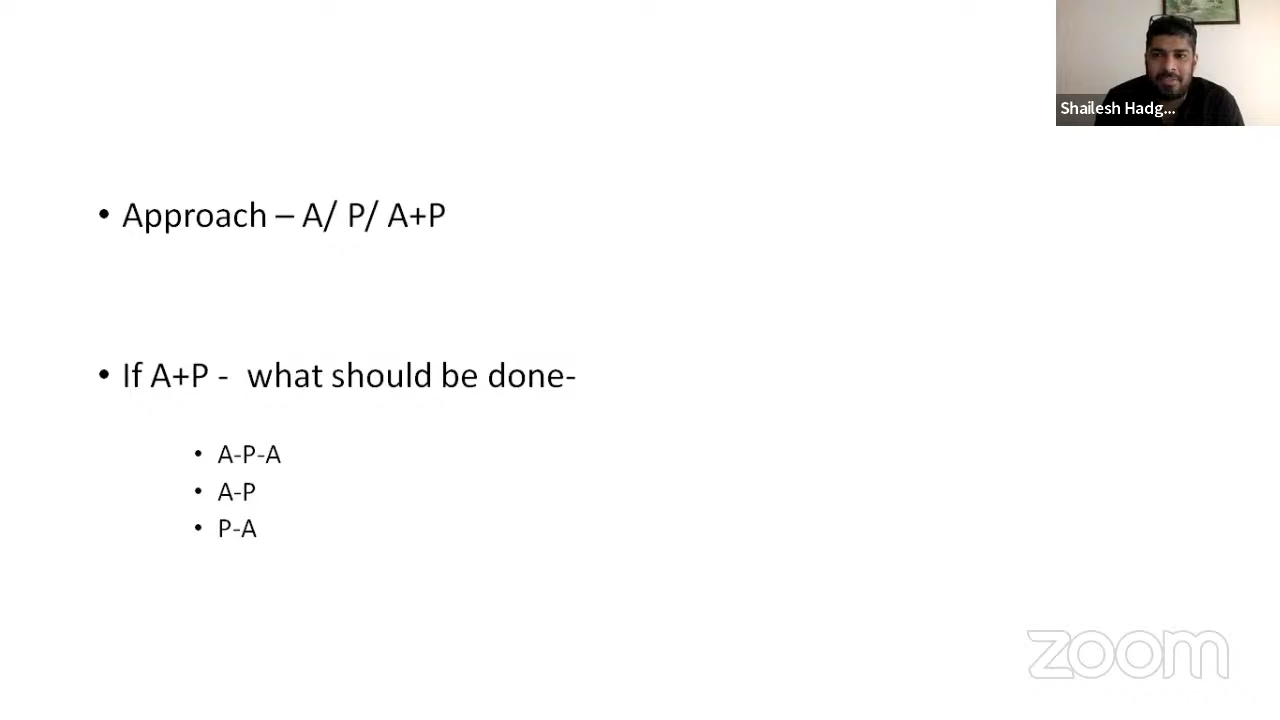 Shailesh Hadg...
• Approach – A/ P/ A+P
• If A+P -  what should be done-
• A-P-A
• A-P
• P-A
zoom